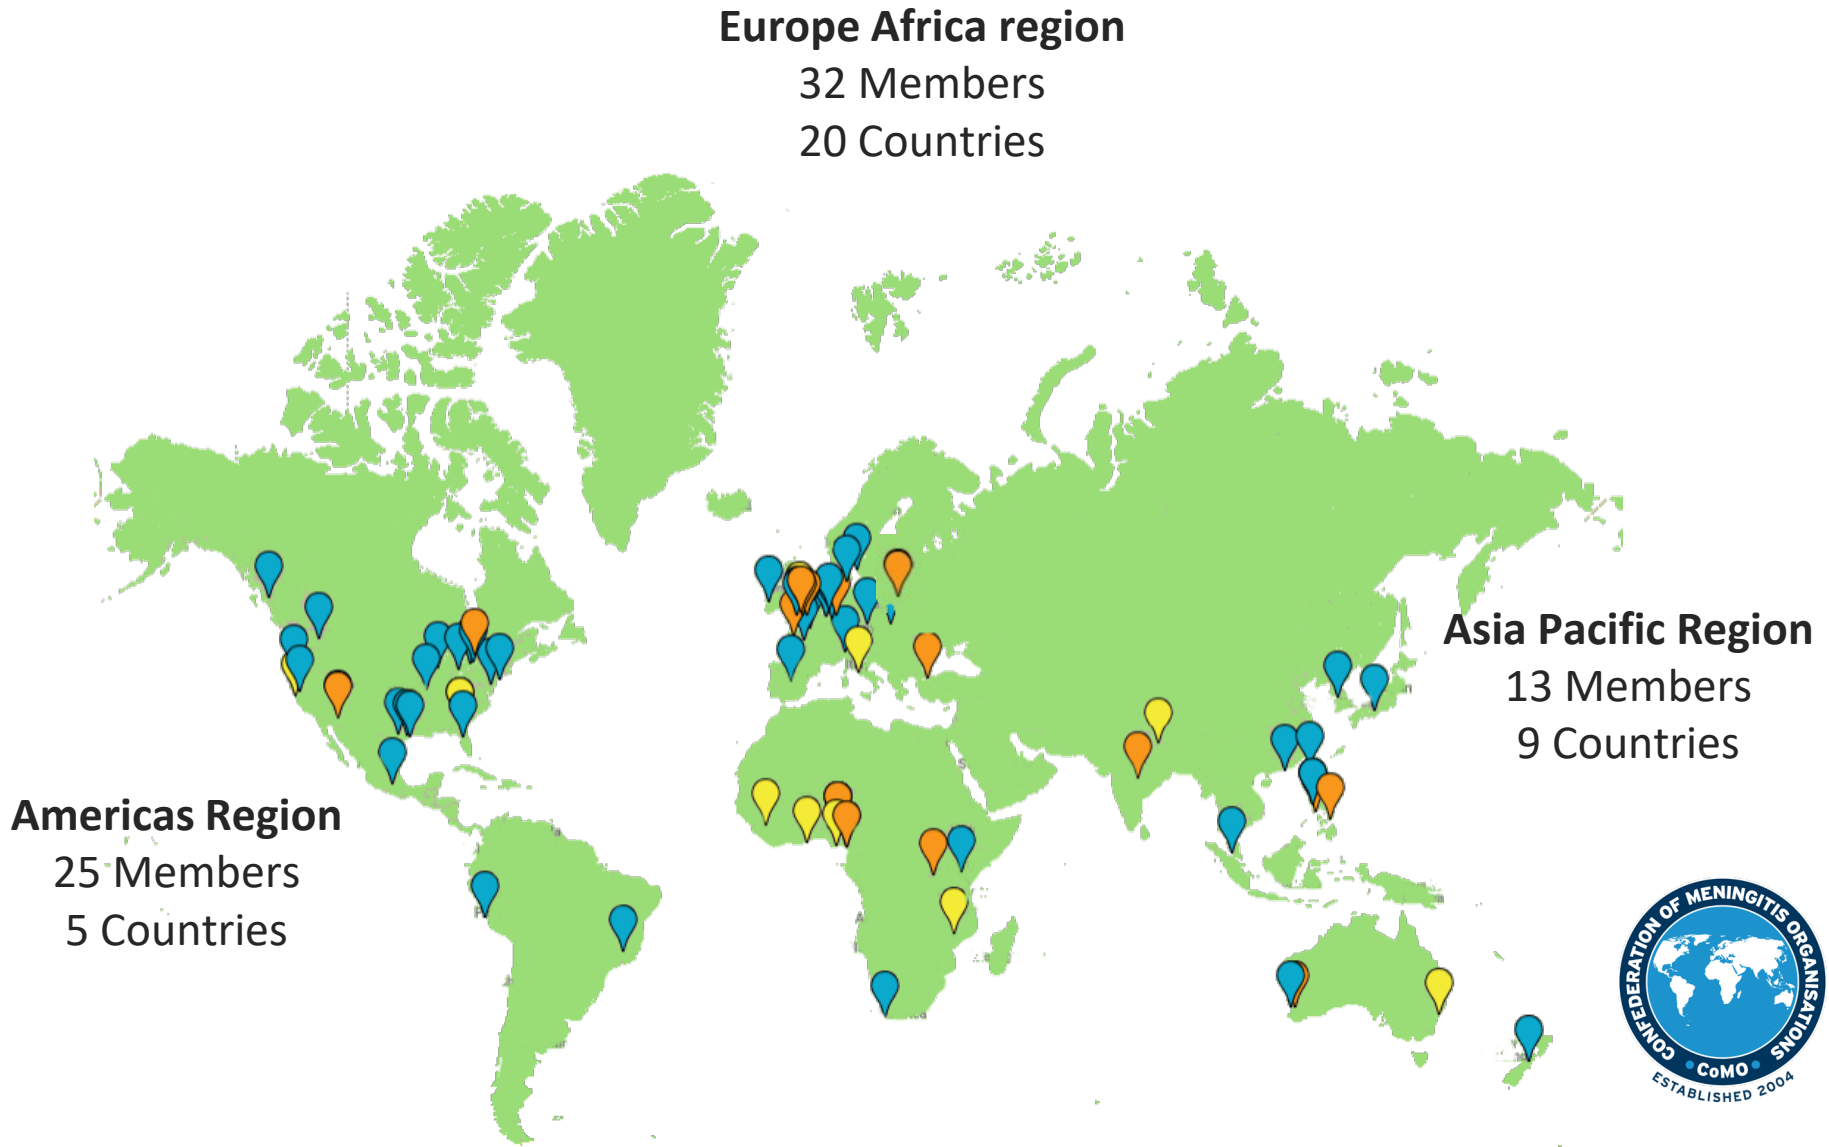 Europe Africa region
32 Members
20 Countries
Asia Pacific Region
13 Members
9 Countries
Americas Region
25 Members
5 Countries
CONFEDERATION OF MENINGITIS ORGANISATIONS
CoMO
ESTABLISHED 2004